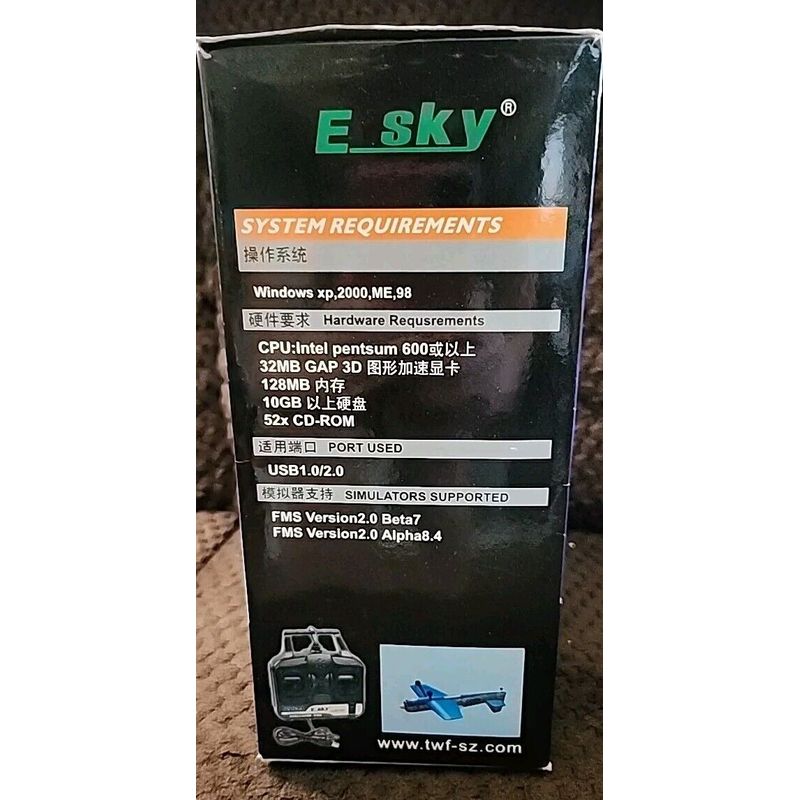 E_sky®
SYSTEM REQUIREMENTS
操作系统
Windows xp,2000,ME,98
硬件要求 Hardware Requsrements
CPU:Intel pentsum 600或以上
32MB GAP 3D 图形加速显卡
128MB 内存
10GB 以上硬盘
52x CD-ROM
适用端口 PORT USED
USB1.0/2.0
模拟器支持 SIMULATORS SUPPORTED
FMS Version2.0 Beta7
FMS Version2.0 Alpha8.4
E_sky
www.twf-sz.com